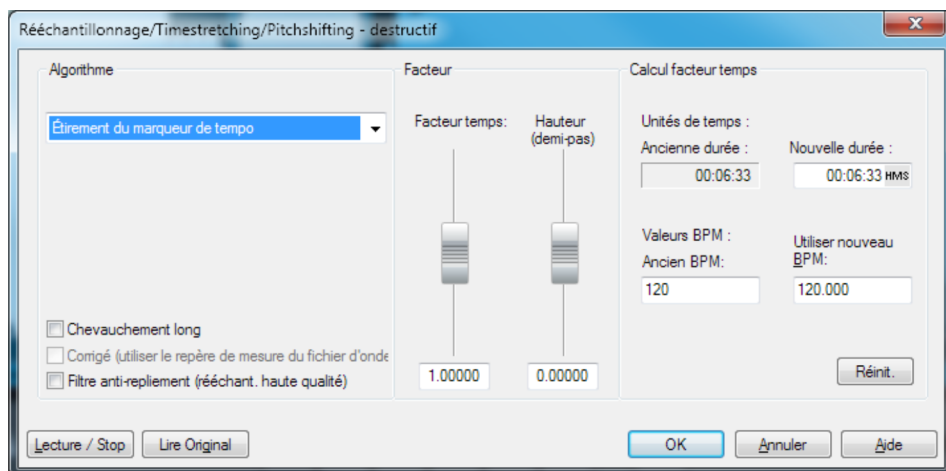 Rééchantillonnage/Timestretching/Pitchshifting - destructif
Algorithme
Étirement du marqueur de tempo
Chevauchement long
Corrigé (utiliser le repère de mesure du fichier d'onde
Filtre anti-repliement (rééchant. haute qualité)
Facteur
Facteur temps:
Hauteur
(demi-pas)
1.00000
0.00000
Calcul facteur temps
Unités de temps :
Ancienne durée :
Nouvelle durée :
00:06:33
00:06:33 HMS
Valeurs BPM :
Ancien BPM:
Utiliser nouveau
BPM:
120
120.000
Réinit.
Lecture / Stop
Lire Original
OK
Annuler
Aide